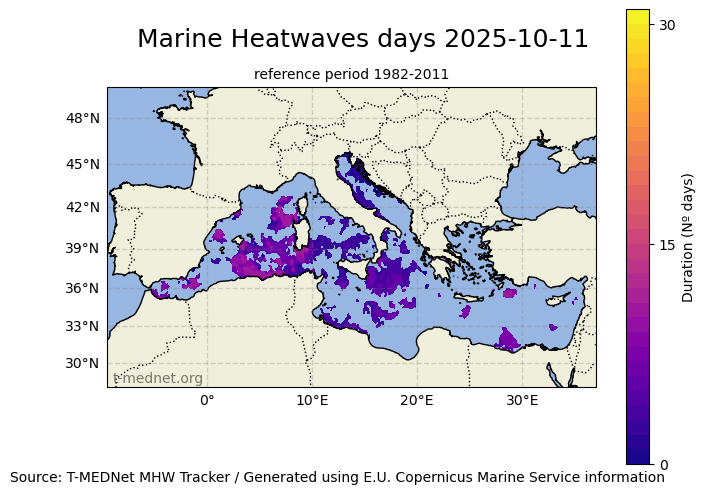 Marine Heatwaves days 2025-10-11
reference period 1982-2011
48°N
45°N
42°N
39°N
36°N
33°N
30°N
0°
10°E
20°E
30°E
t-mednet.org
30
15
0
Duration (Nº days)
Source: T-MEDNet MHW Tracker / Generated using E.U. Copernicus Marine Service information